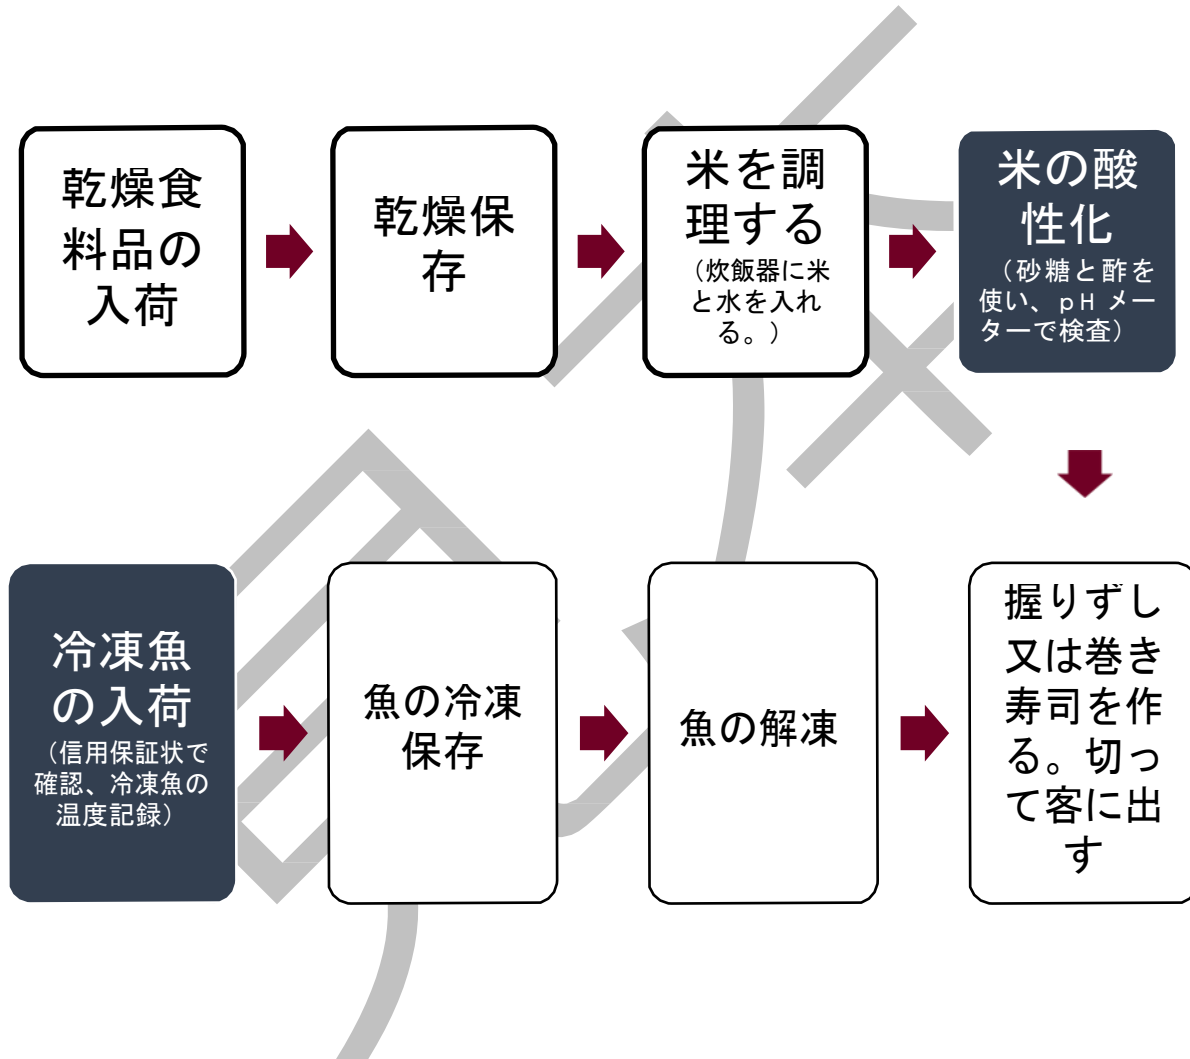 乾燥食
料品の
入荷
乾燥保
存
米を調
理する
（炊飯器に米
と水を入れ
る。）
米の酸
性化
（砂糖と酢を
使い、pH メー
ターで検査）
冷凍魚
の入荷
（信用保証状で
確認、冷凍魚の
温度記録）
魚の冷凍
保存
魚の解凍
握りずし
又は巻き
寿司を作
る。切っ
て客に出
す